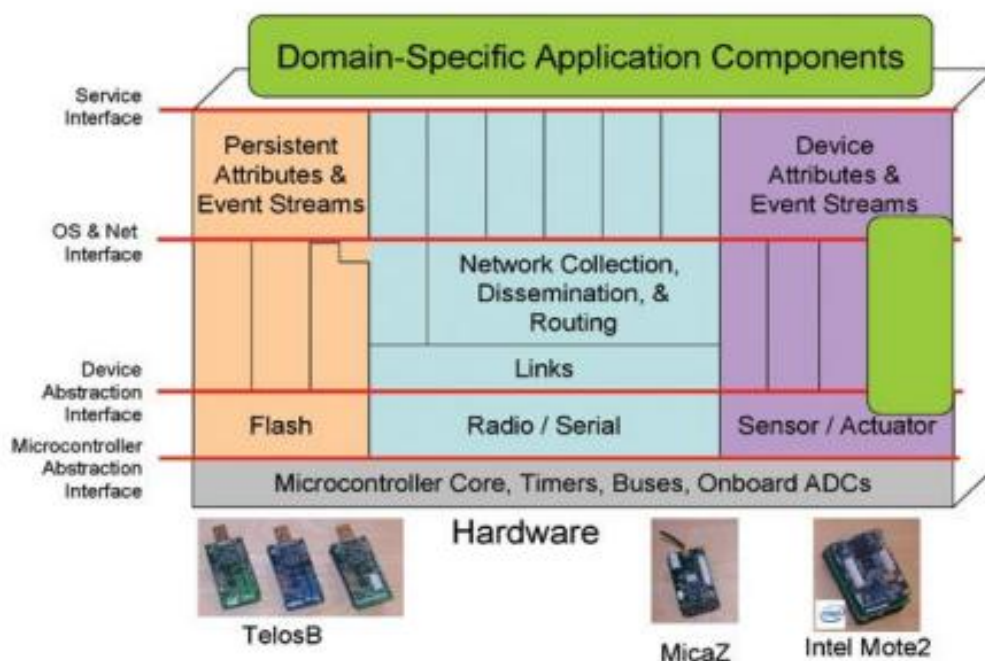 Domain-Specific Application Components
Service
Interface
Persistent
Attributes &
Event Streams
Device
Attributes &
Event Streams
OS & Net
Interface
Network Collection,
Dissemination, &
Routing
Links
Device
Abstraction
Interface
Flash
Radio / Serial
Sensor / Actuator
Microcontroller
Abstraction
Interface
Microcontroller Core, Timers, Buses, Onboard ADCs
Hardware
TelosB
MicaZ
Intel Mote2